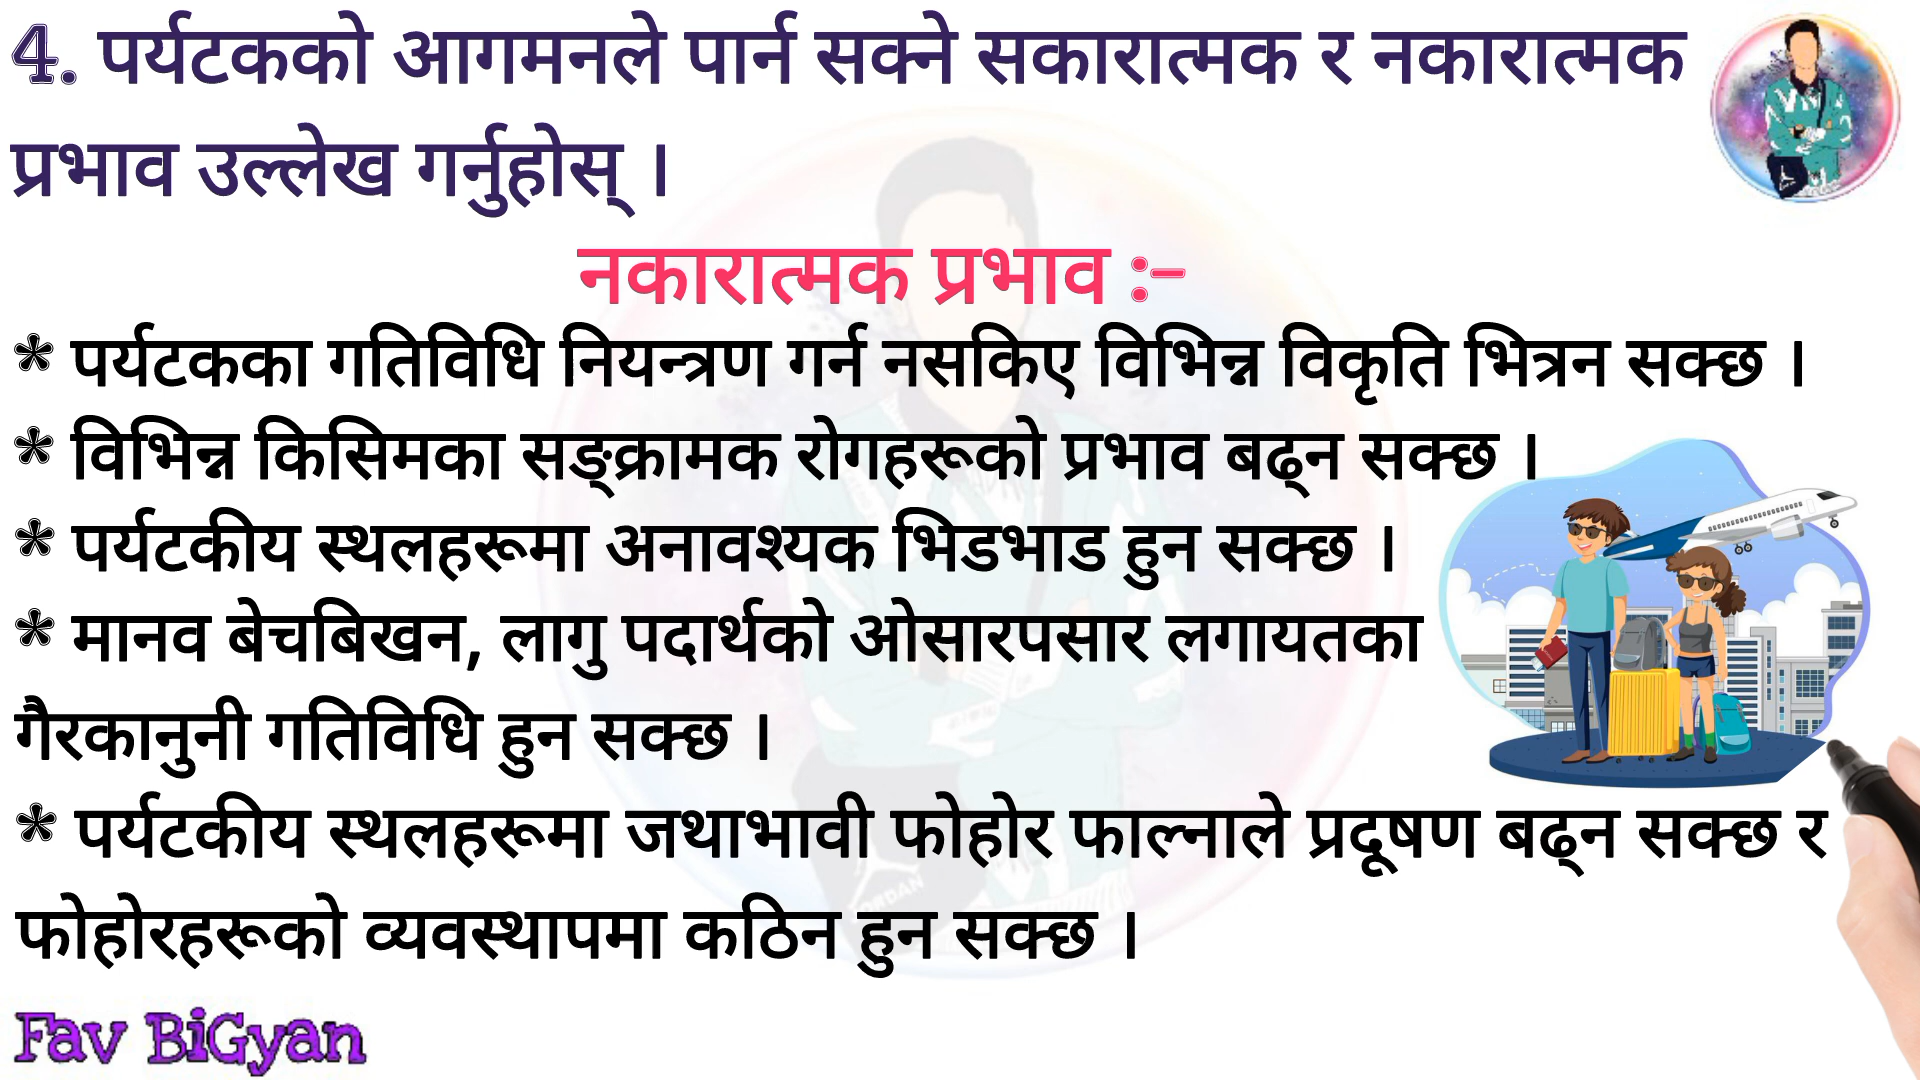 4. पर्यटकको आगमनले पार्न सक्ने सकारात्मक र नकारात्मक
प्रभाव उल्लेख गर्नुहोस् ।
नकारात्मक प्रभाव :-
* पर्यटकका गतिविधि नियन्त्रण गर्न नसकिए विभिन्न विकृति भित्रन सक्छ ।
* विभिन्न किसिमका सङ्क्रामक रोगहरूको प्रभाव बढ्न सक्छ ।
* पर्यटकीय स्थलहरूमा अनावश्यक भिडभाड हुन सक्छ ।
* मानव बेचबिखन, लागु पदार्थको ओसारपसार लगायतका
गैरकानुनी गतिविधि हुन सक्छ ।
* पर्यटकीय स्थलहरूमा जथाभावी फोहोर फाल्नाले प्रदूषण बढ्न सक्छ र
फोहोरहरूको व्यवस्थापमा कठिन हुन सक्छ ।
JORDAN
Fav BiGyan